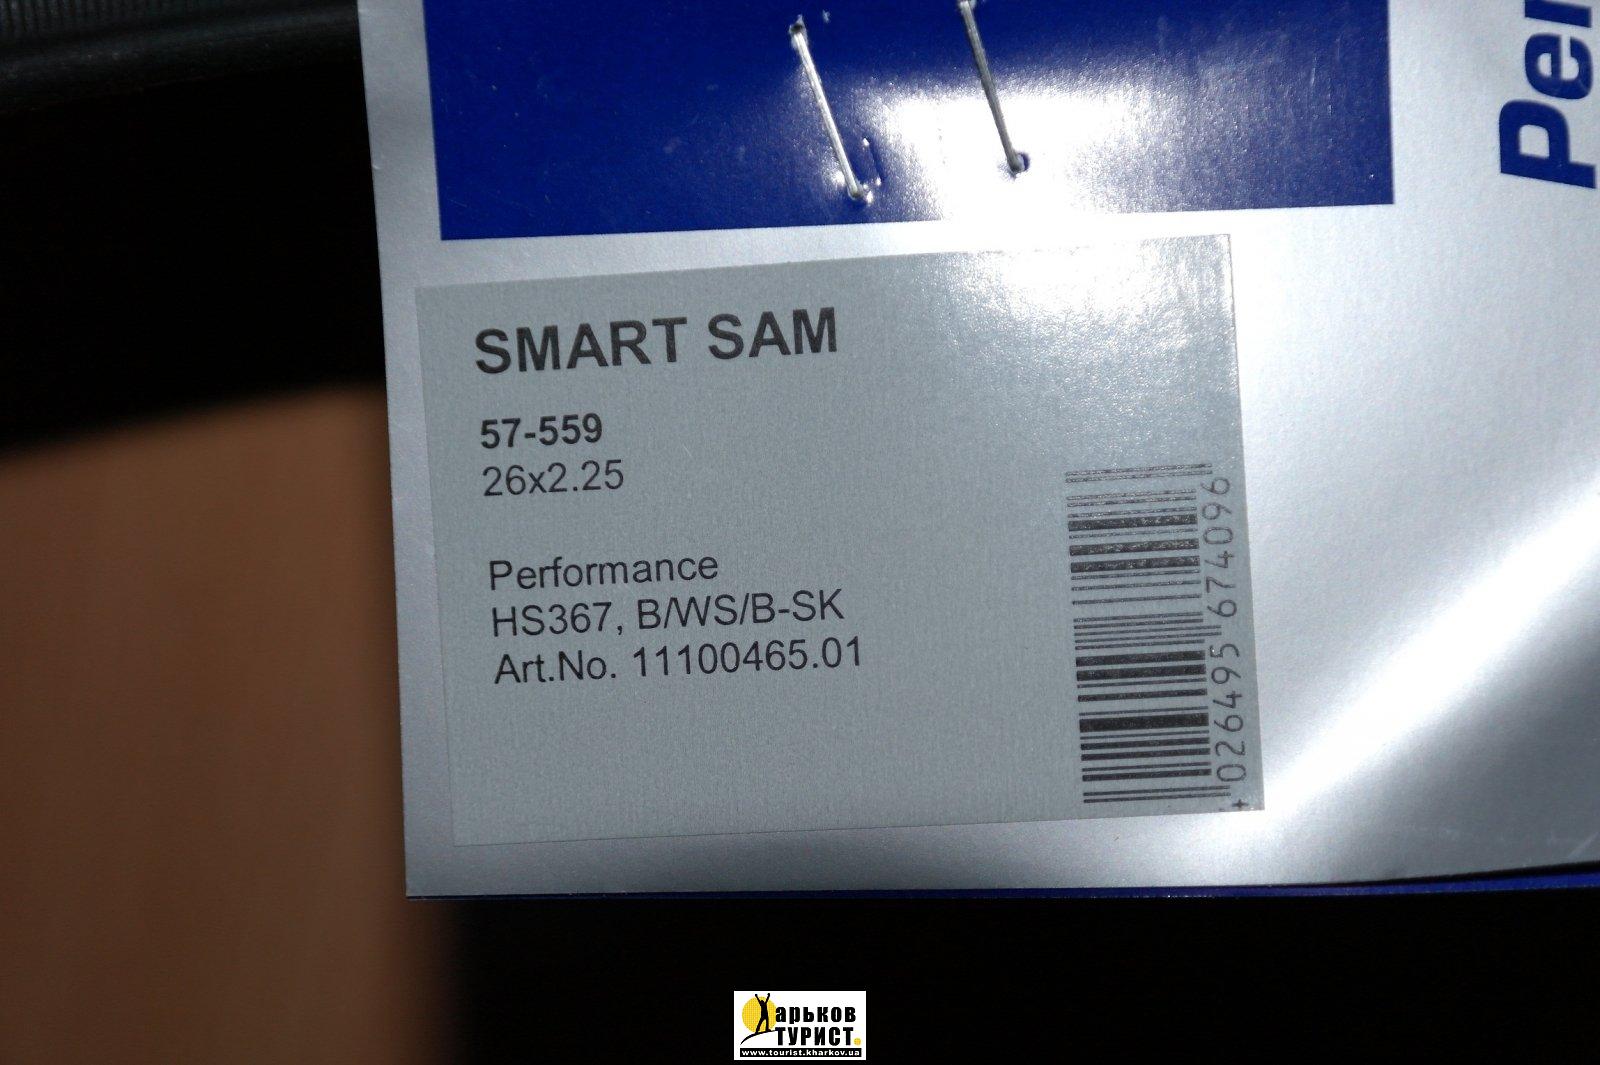 SMART SAM
57-559
26x2.25
Performance
HS367, B/WS/B-SK
Art.No. 11100465.01
4 026495 674096
Per
Харьков
ТУРИСТ.
www.tourist.kharkov.ua